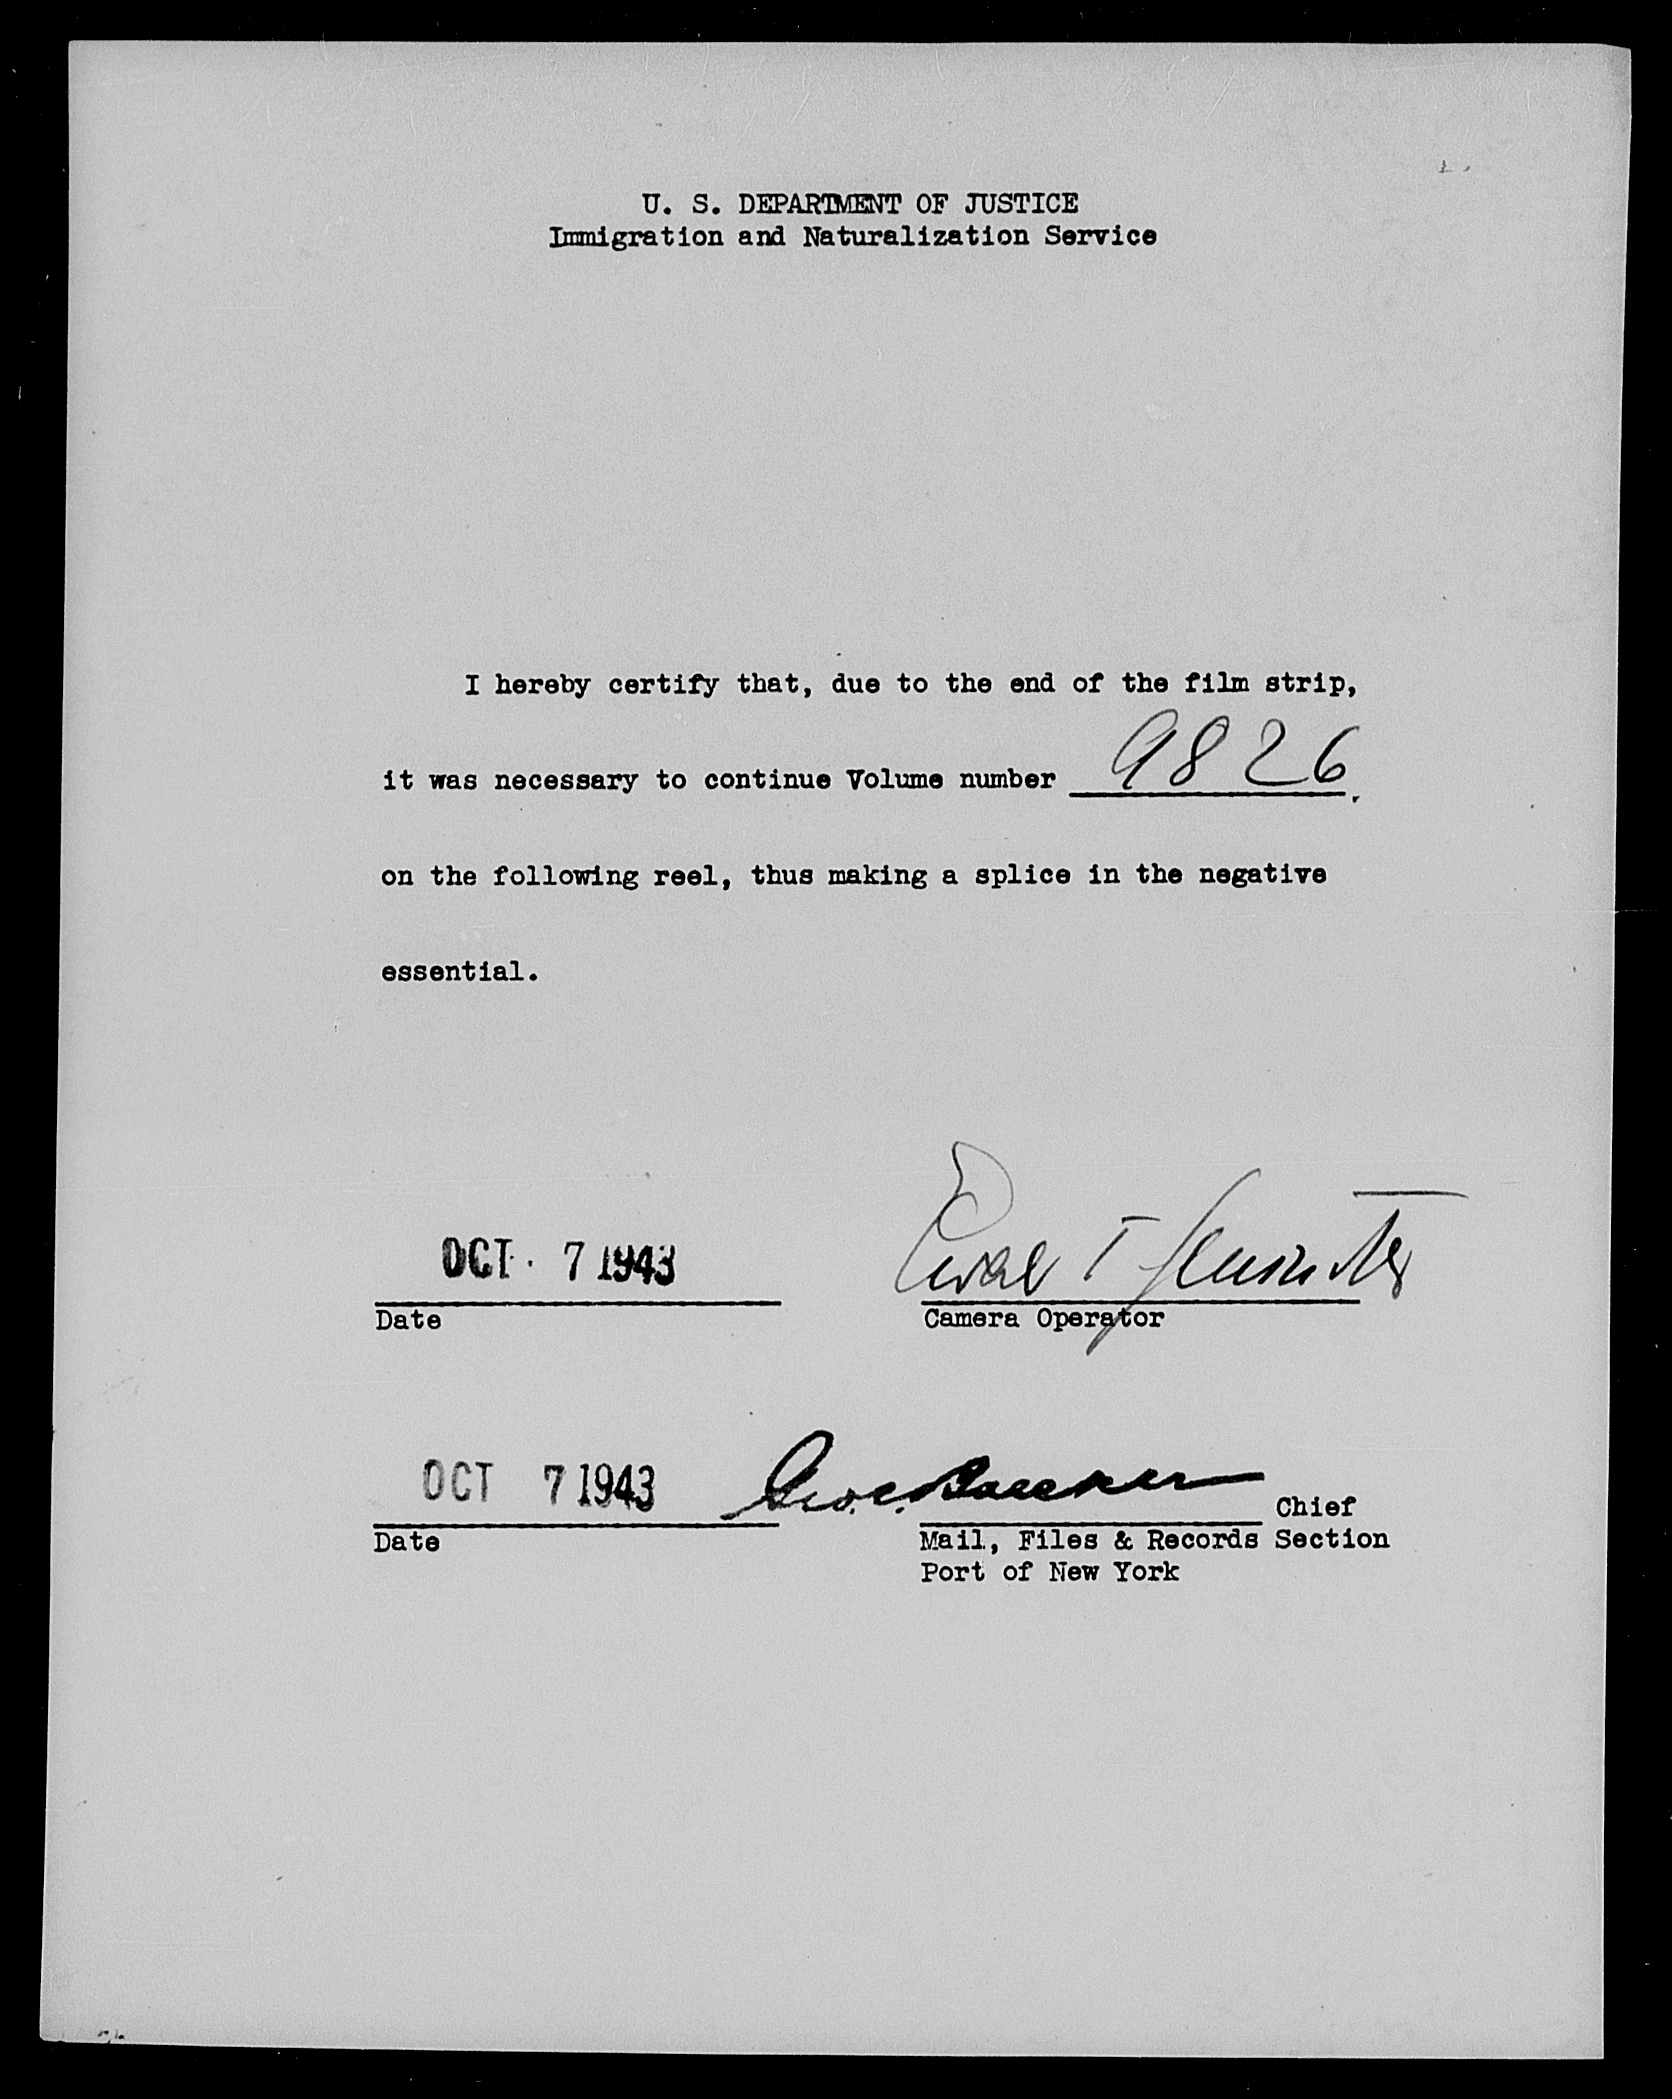 U. S. DEPARTMENT OF JUSTICE
Immigration and Naturalization Service
I hereby certify that, due to the end of the film strip,
it was necessary to continue Volume number 9826.
on the following reel, thus making a splice in the negative
essential.
OCT 7 1943
Date
Camera Operator
OCT 7 1943
Chief
Date
Mail, Files & Records Section
Port of New York